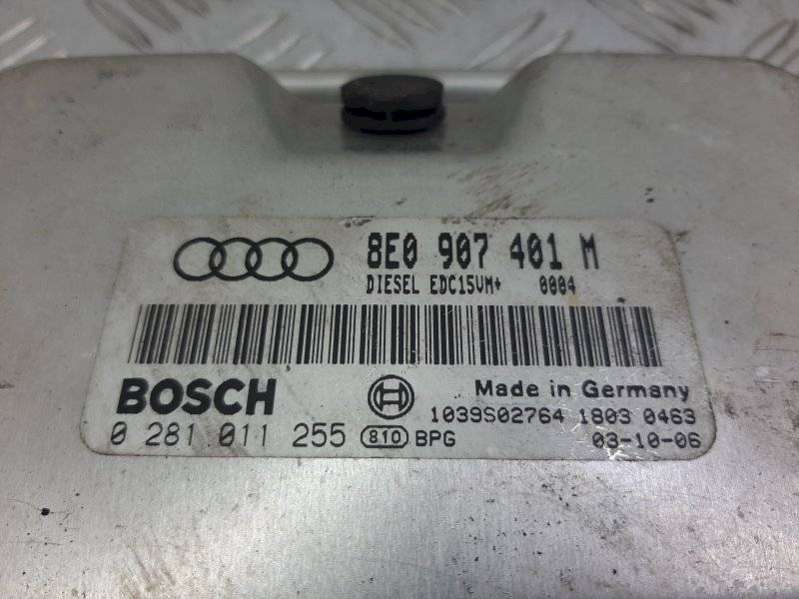 8E0 907 401 M
DIESEL EDC15VM+ 0004
BOSCH Made in Germany
1039S02764 1803 0463
0 281 011 255 810 BPG 03-10-06